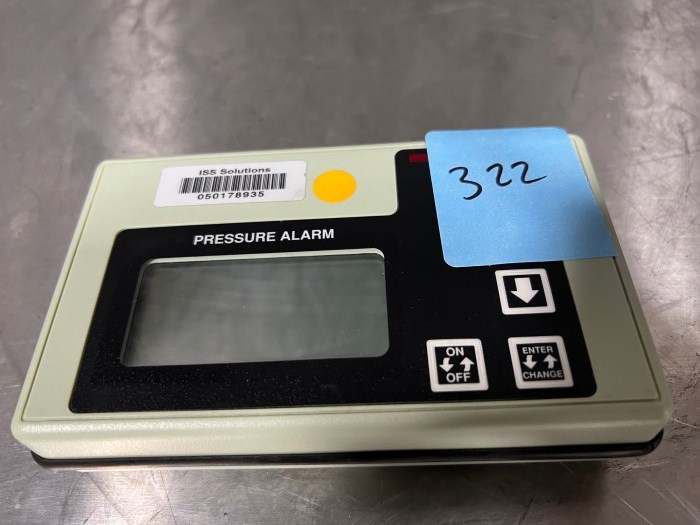 ISS Solutions
050178935
322
PRESSURE ALARM
ON
OFF
ENTER
CHANGE